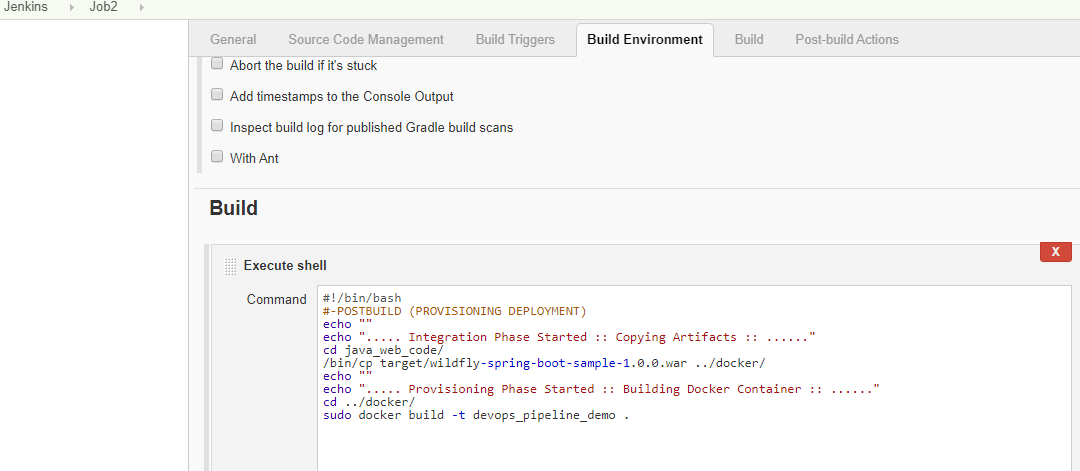 Jenkins Job2
General Source Code Management Build Triggers Build Environment Build Post-build Actions
Abort the build if it's stuck
Add timestamps to the Console Output
Inspect build log for published Gradle build scans
With Ant
Build
X
Execute shell
Command
#!/bin/bash
#-POSTBUILD (PROVISIONING DEPLOYMENT)
echo ""
echo "..... Integration Phase Started :: Copying Artifacts :: ......"
cd java_web_code/
/bin/cp target/wildfly-spring-boot-sample-1.0.0.war ../docker/
echo ""
echo "..... Provisioning Phase Started :: Building Docker Container :: ......"
cd ../docker/
sudo docker build -t devops_pipeline_demo .